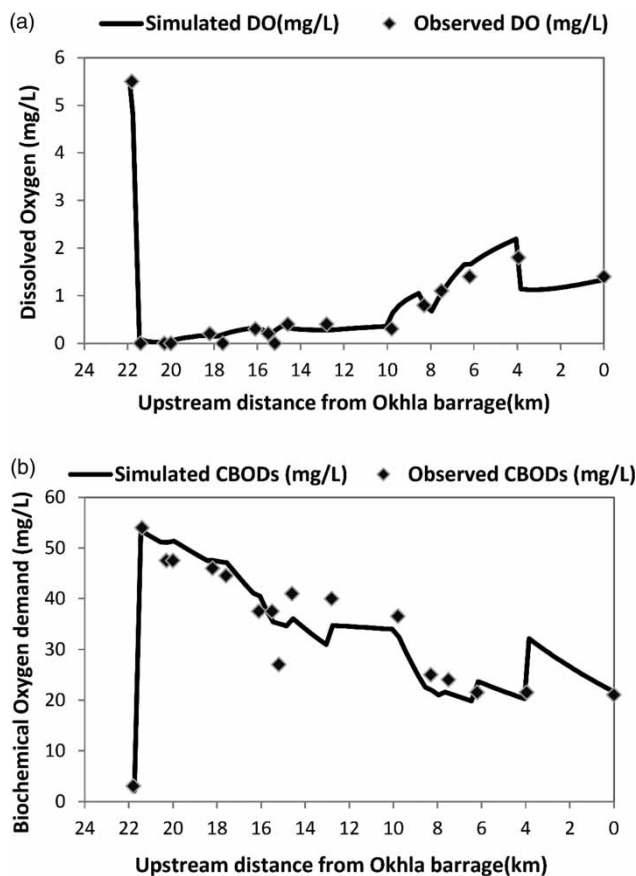 (a)
Simulated DO(mg/L) Observed DO (mg/L)
Dissolved Oxygen (mg/L)
6
5
4
3
2
1
0
24 22 20 18 16 14 12 10 8 6 4 2 0
Upstream distance from Okhla barrage(km)
(b)
Simulated CBODs (mg/L) Observed CBODs (mg/L)
Biochemical Oxygen demand (mg/L)
60
50
40
30
20
10
0
24 22 20 18 16 14 12 10 8 6 4 2 0
Upstream distance from Okhla barrage(km)